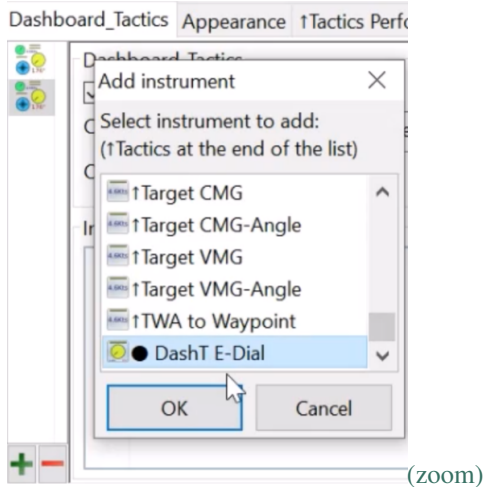 Dashboard_Tactics Appearance ↑Tactics Perfo
Dashboard_Tactics
Add instrument
Select instrument to add:
(↑Tactics at the end of the list)
↑Target CMG
↑Target CMG-Angle
↑Target VMG
↑Target VMG-Angle
↑TWA to Waypoint
● DashT E-Dial
OK Cancel
(zoom)